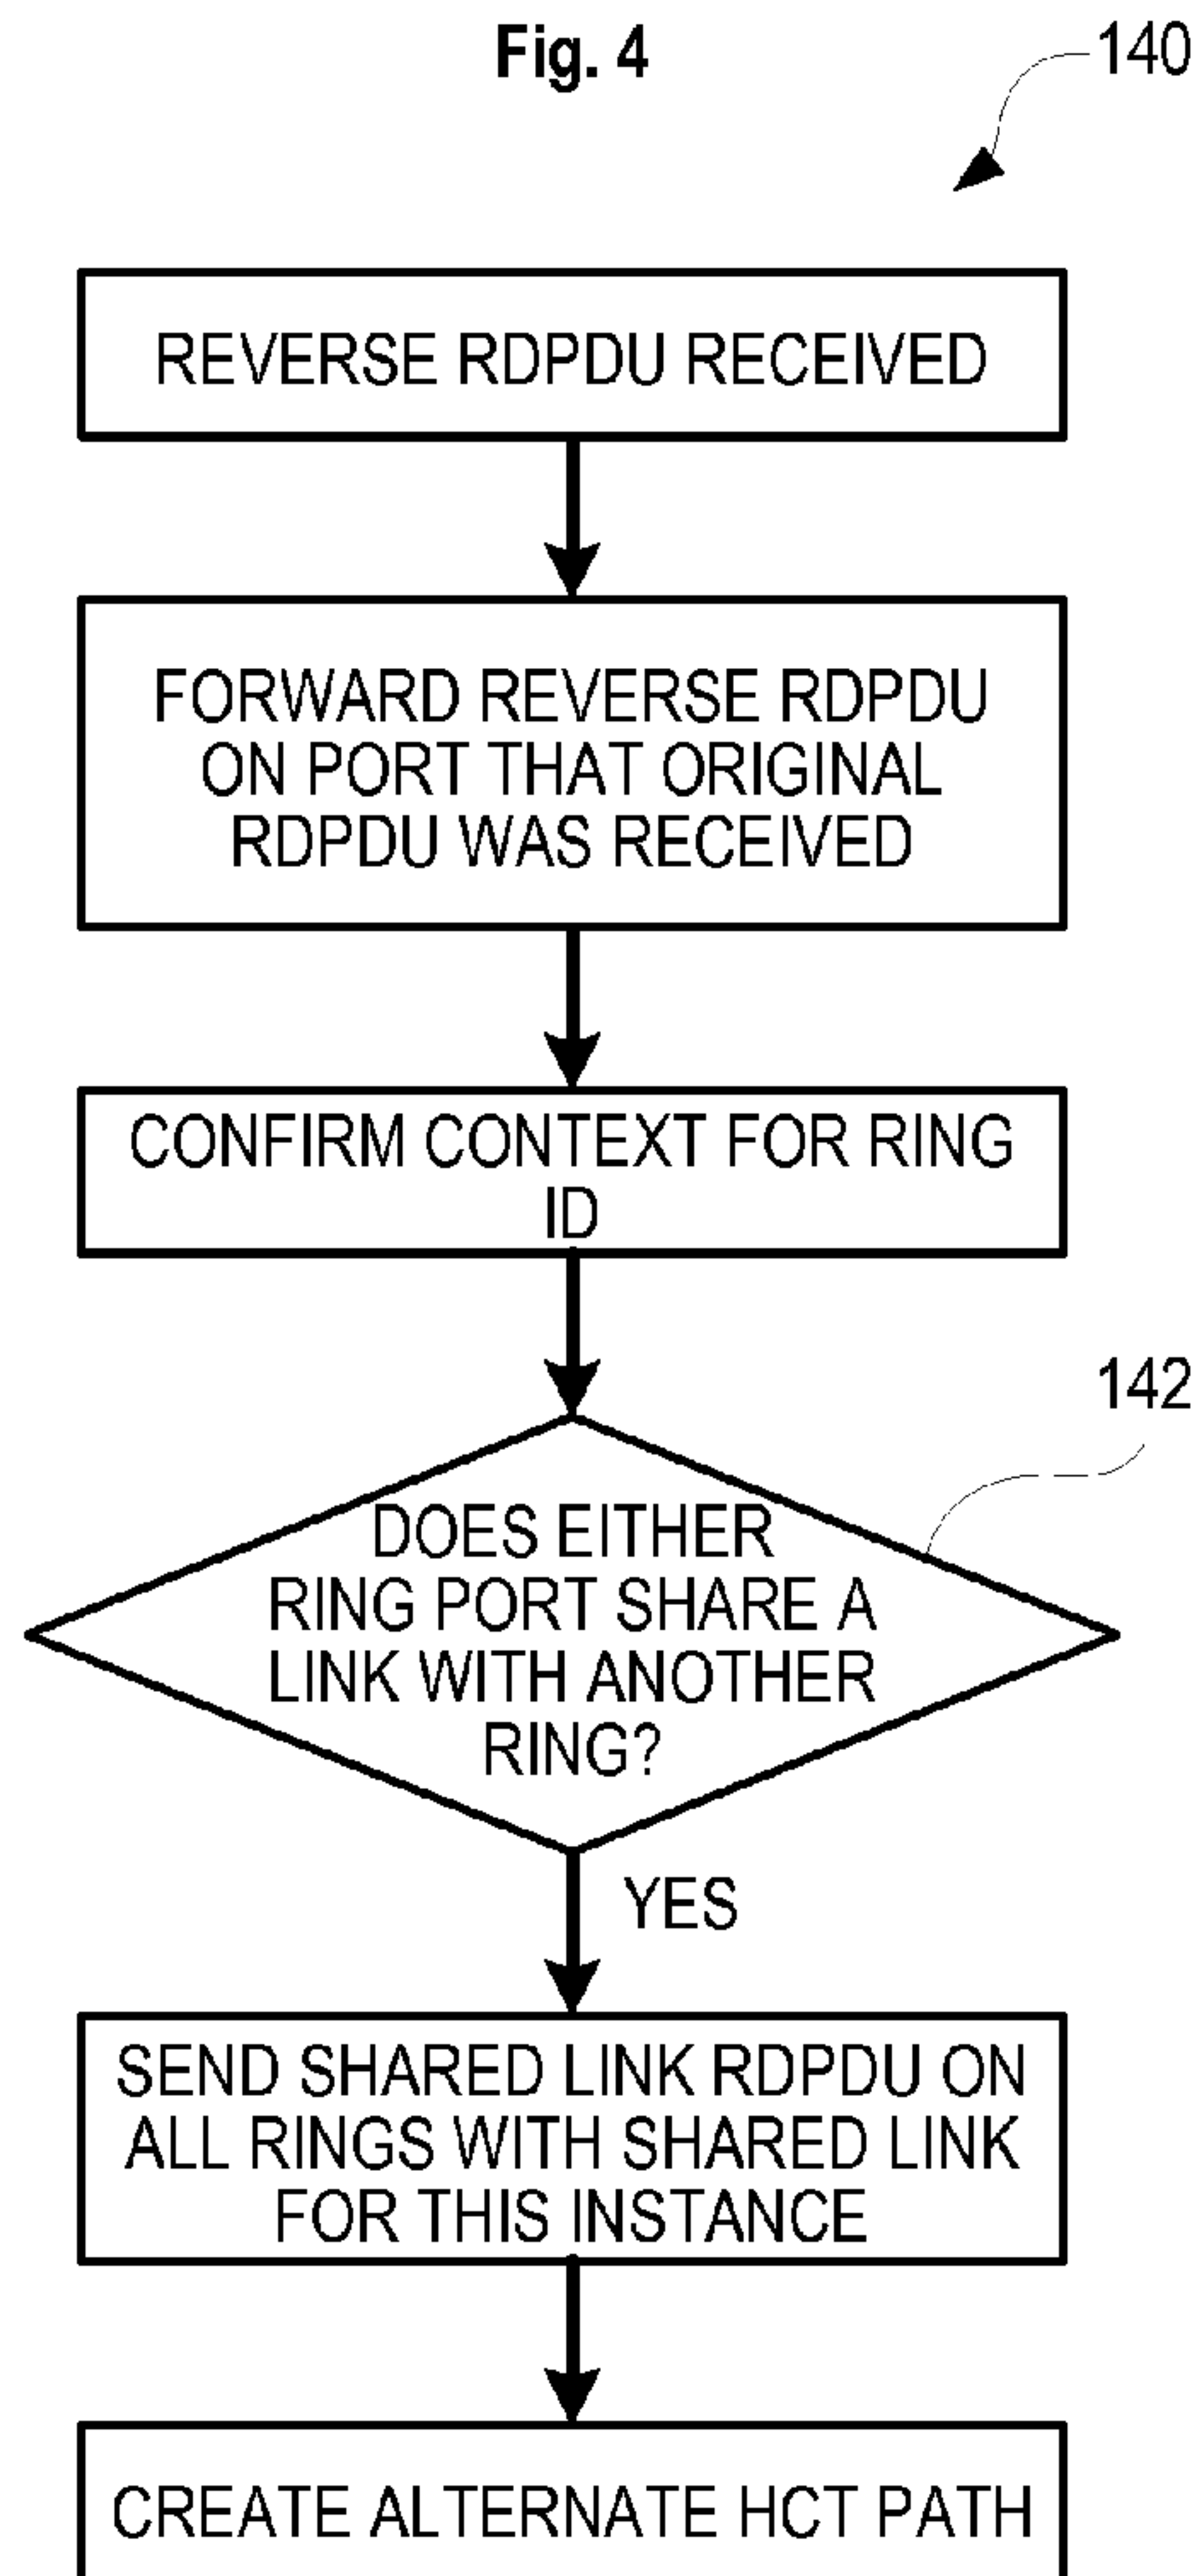 Fig. 4
140
REVERSE RDPDU RECEIVED
FORWARD REVERSE RDPDU
ON PORT THAT ORIGINAL
RDPDU WAS RECEIVED
CONFIRM CONTEXT FOR RING
ID
142
DOES EITHER
RING PORT SHARE A
LINK WITH ANOTHER
RING?
YES
SEND SHARED LINK RDPDU ON
ALL RINGS WITH SHARED LINK
FOR THIS INSTANCE
CREATE ALTERNATE HCT PATH